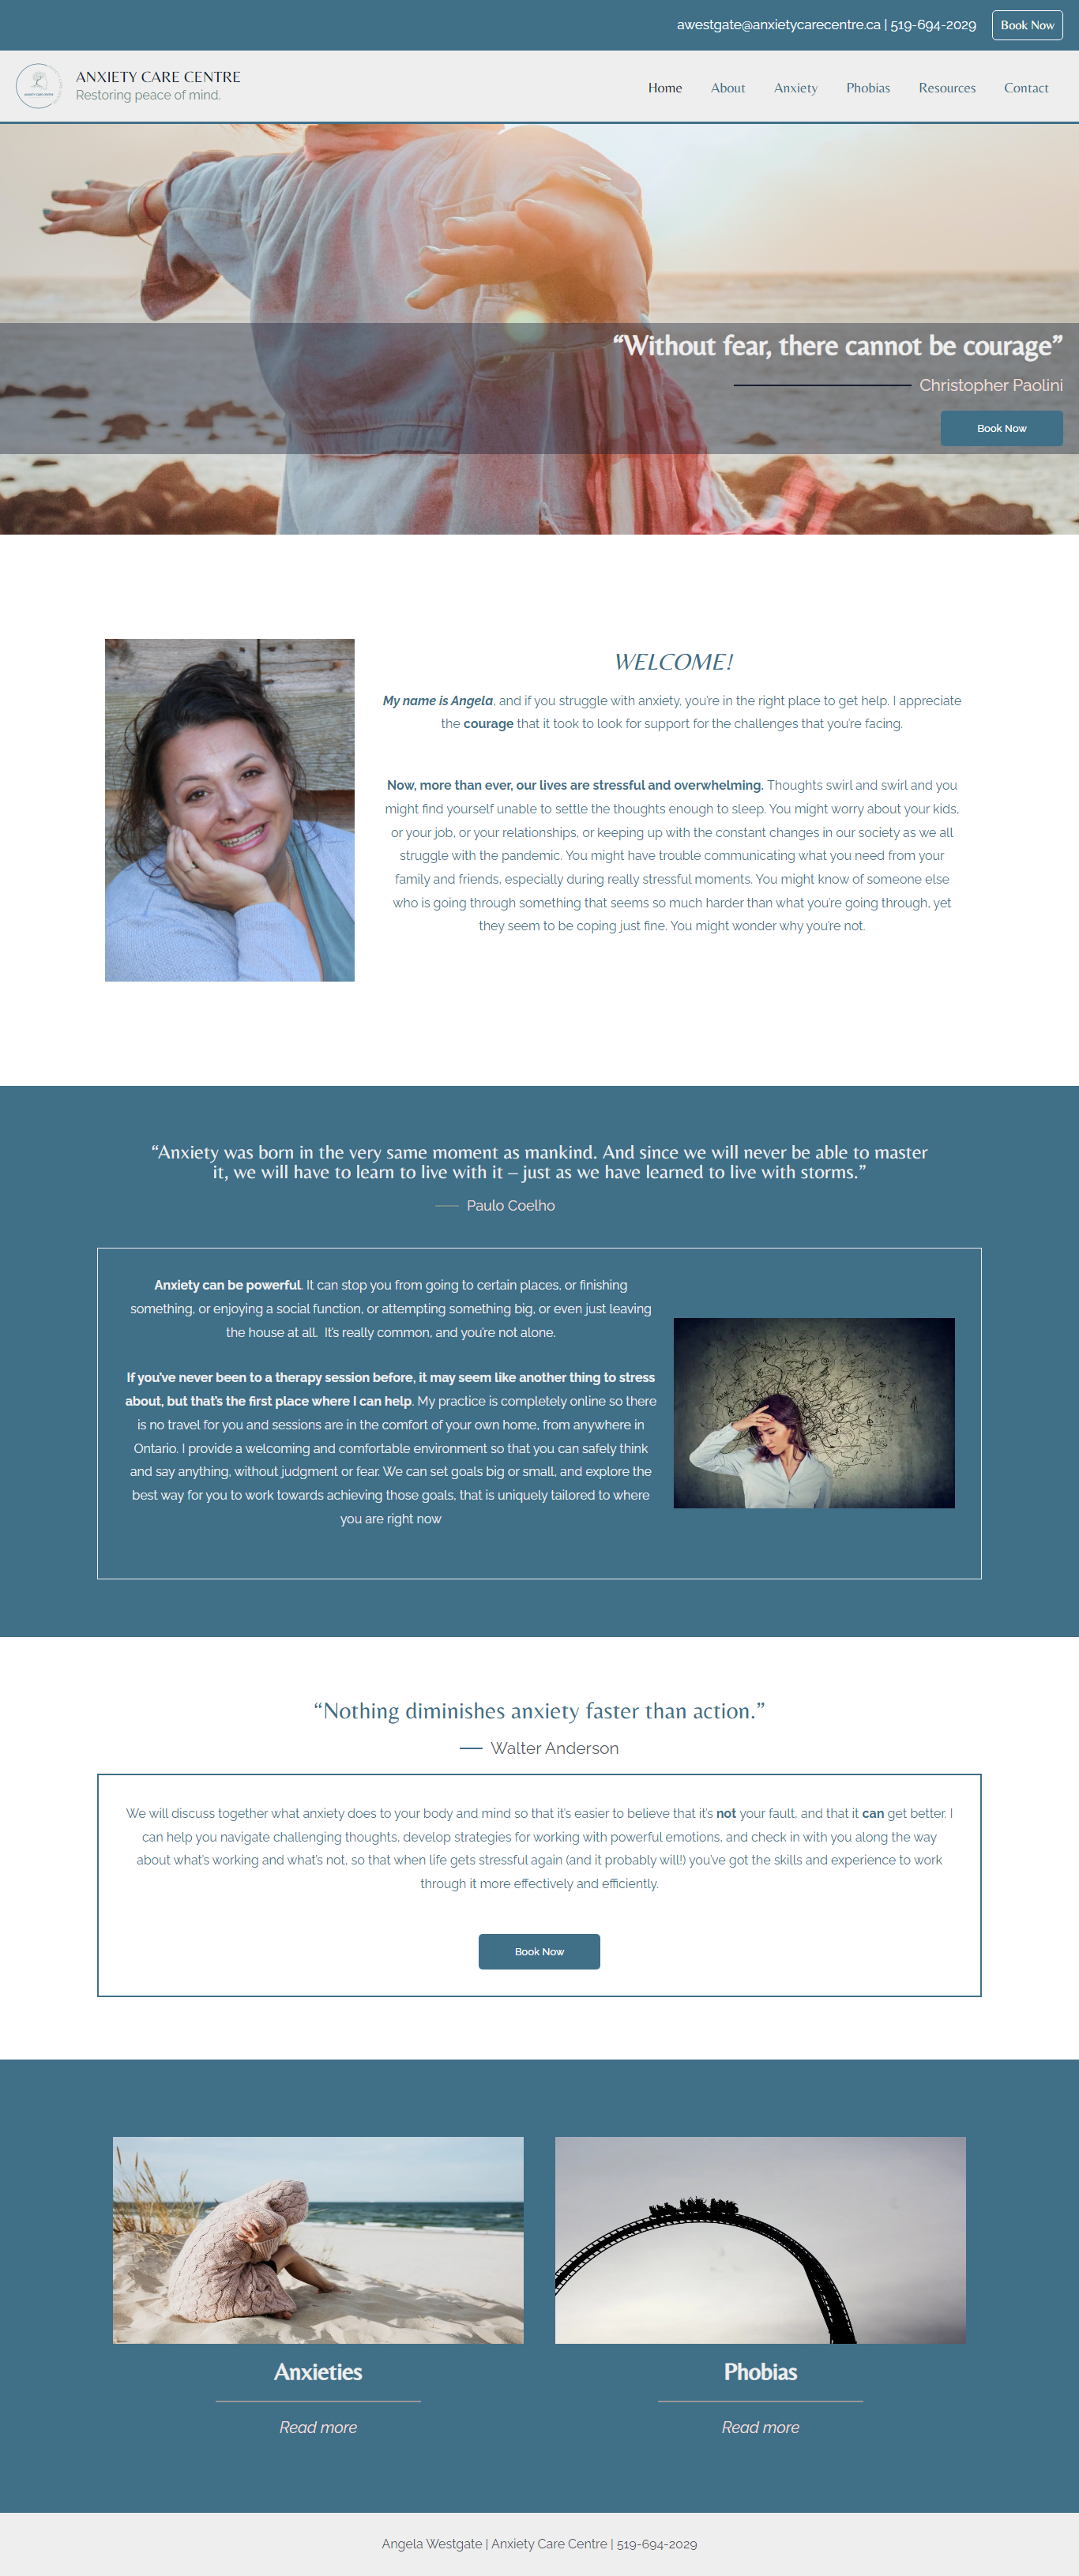 awestgate@anxietycarecentre.ca | 519-694-2029
Book Now
ANXIETY CARE CENTRE
ANXIETY CARE CENTRE
Restoring peace of mind.
Home About Anxiety Phobias Resources Contact
“Without fear, there cannot be courage”
Christopher Paolini
Book Now
WELCOME!
My name is Angela, and if you struggle with anxiety, you’re in the right place to get help. I appreciate
the courage that it took to look for support for the challenges that you’re facing.
Now, more than ever, our lives are stressful and overwhelming. Thoughts swirl and swirl and you
might find yourself unable to settle the thoughts enough to sleep. You might worry about your kids,
or your job, or your relationships, or keeping up with the constant changes in our society as we all
struggle with the pandemic. You might have trouble communicating what you need from your
family and friends, especially during really stressful moments. You might know of someone else
who is going through something that seems so much harder than what you’re going through, yet
they seem to be coping just fine. You might wonder why you’re not.
“Anxiety was born in the very same moment as mankind. And since we will never be able to master
it, we will have to learn to live with it – just as we have learned to live with storms.”
Paulo Coelho
Anxiety can be powerful. It can stop you from going to certain places, or finishing
something, or enjoying a social function, or attempting something big, or even just leaving
the house at all. It’s really common, and you’re not alone.
If you’ve never been to a therapy session before, it may seem like another thing to stress
about, but that’s the first place where I can help. My practice is completely online so there
is no travel for you and sessions are in the comfort of your own home, from anywhere in
Ontario. I provide a welcoming and comfortable environment so that you can safely think
and say anything, without judgment or fear. We can set goals big or small, and explore the
best way for you to work towards achieving those goals, that is uniquely tailored to where
you are right now
“Nothing diminishes anxiety faster than action.”
Walter Anderson
We will discuss together what anxiety does to your body and mind so that it’s easier to believe that it’s not your fault, and that it can get better. I
can help you navigate challenging thoughts, develop strategies for working with powerful emotions, and check in with you along the way
about what’s working and what’s not, so that when life gets stressful again (and it probably will!) you’ve got the skills and experience to work
through it more effectively and efficiently.
Book Now
Anxieties
Read more
Phobias
Read more
Angela Westgate | Anxiety Care Centre | 519-694-2029